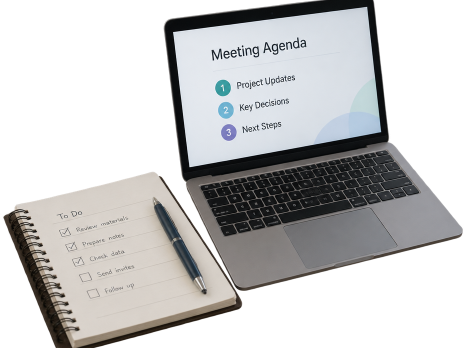 Meeting Agenda
1 Project Updates
2 Key Decisions
3 Next Steps
To Do
Review materials
Prepare notes
Check data
Send invites
Follow up